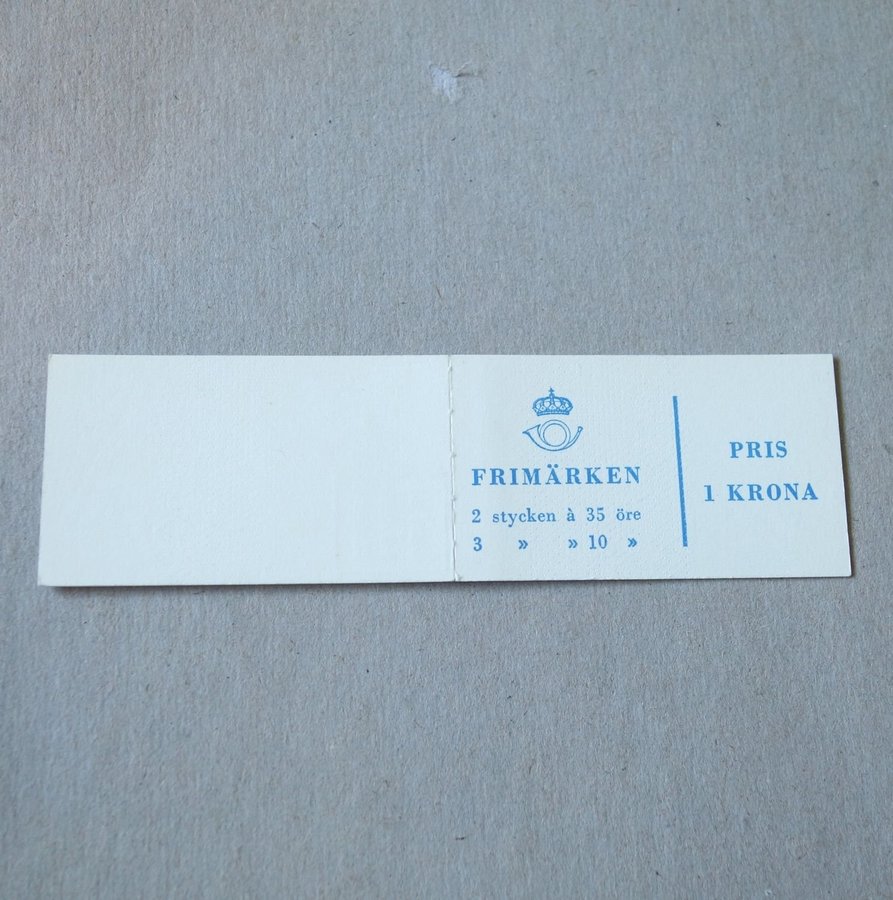 FRIMÄRKEN
2 stycken à 35 öre
3 » » 10 »
PRIS
1 KRONA